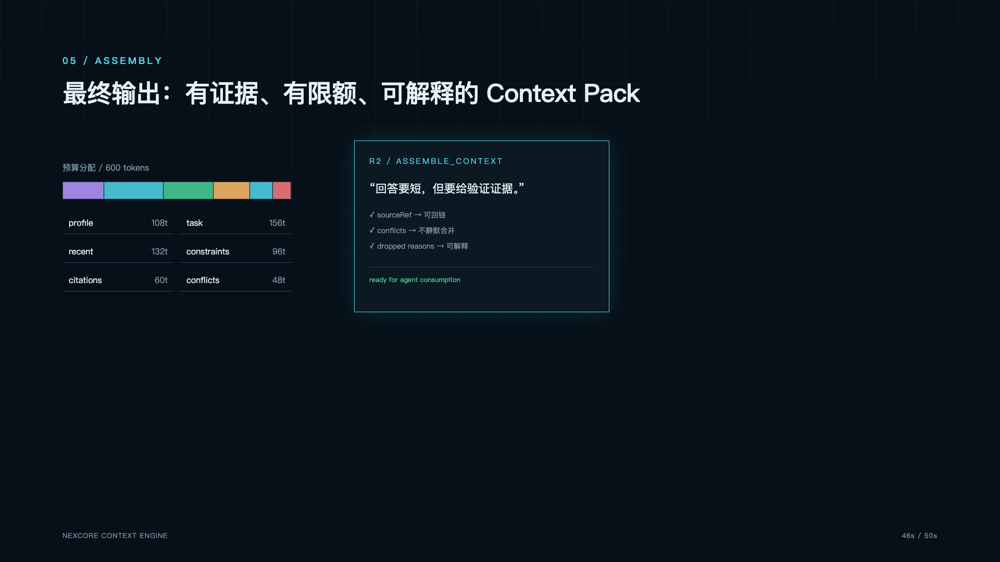 05 / ASSEMBLY
最终输出：有证据、有限额、可解释的 Context Pack
预算分配 / 600 tokens
profile 108t
task 156t
recent 132t
constraints 96t
citations 60t
conflicts 48t
R2 / ASSEMBLE_CONTEXT
“回答要短，但要给验证证据。”
✓ sourceRef → 可回链
✓ conflicts → 不静默合并
✓ dropped reasons → 可解释
ready for agent consumption
NEXCORE CONTEXT ENGINE
46s / 50s